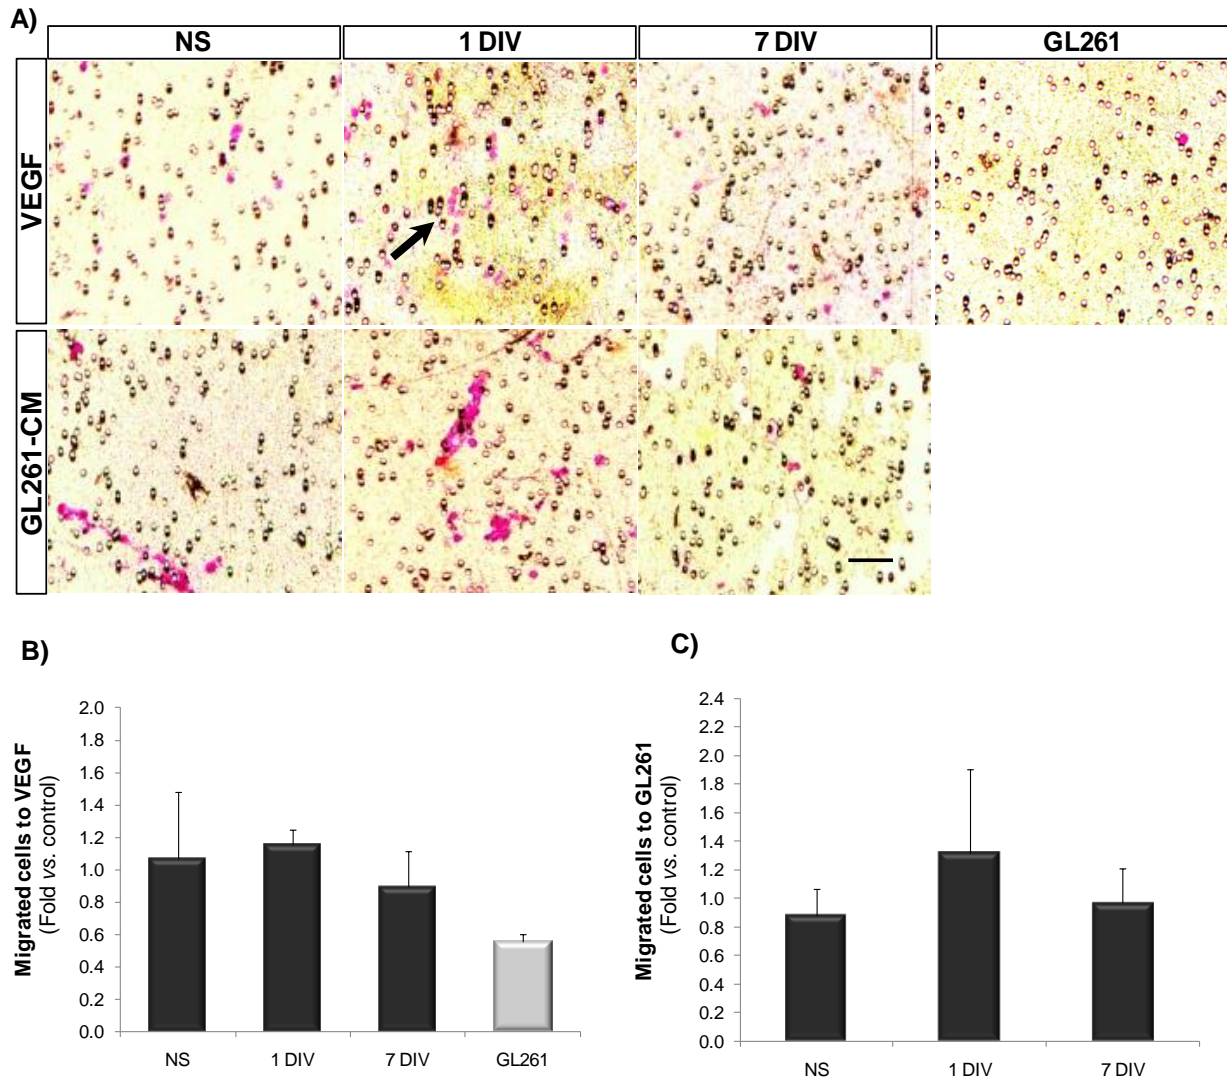 A)
NS 1 DIV 7 DIV GL261
VEGF
GL261-CM
B)
Migrated cells to VEGF
(Fold vs. control)
2.0
1.8
1.6
1.4
1.2
1.0
0.8
0.6
0.4
0.2
0.0
NS 1 DIV 7 DIV GL261
C)
Migrated cells to GL261
(Fold vs. control)
2.4
2.2
2.0
1.8
1.6
1.4
1.2
1.0
0.8
0.6
0.4
0.2
0.0
NS 1 DIV 7 DIV